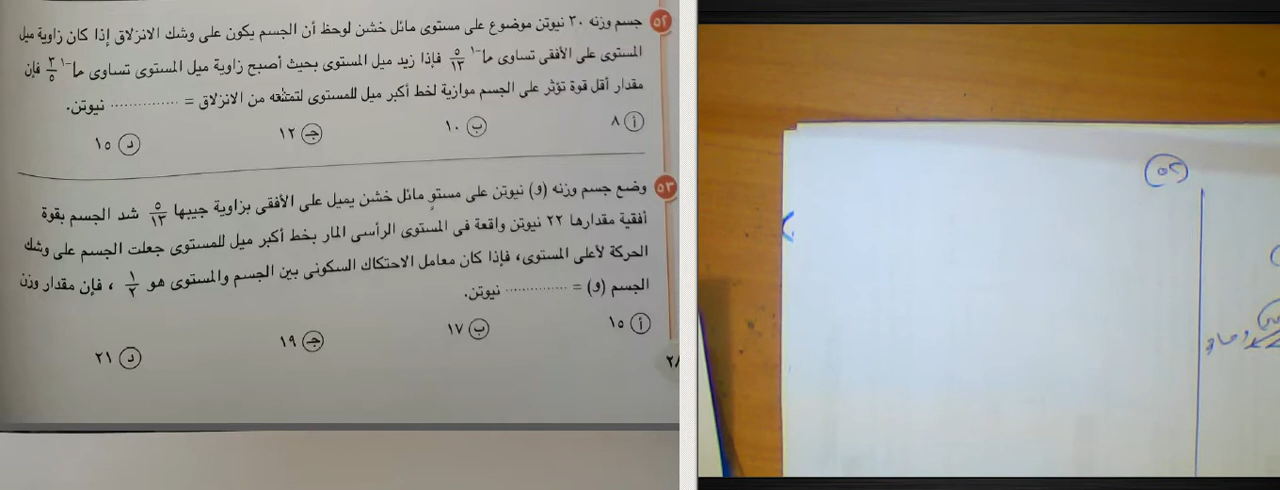 ٥٢ جسم وزنه ٣٠ نيوتن موضوع على مستوى مائل خشن لوحظ أن الجسم يكون على وشك الانزلاق إذا كان زاوية ميل
المستوى على الأفقى تساوى ما⁻¹ ٥/١٣ فإذا زيد ميل المستوى بحيث أصبح زاوية ميل المستوى تساوى ما⁻¹ ٣/٥ فإن
مقدار أقل قوة تؤثر على الجسم موازية لخط أكبر ميل للمستوى لتمنعه من الانزلاق = ............... نيوتن.
أ ٨ ب ١٠ ج ١٢ د ١٥
٥٣ وضع جسم وزنه (و) نيوتن على مستوٍ مائل خشن يميل على الأفقى بزاوية جيبها ٥/١٣ شد الجسم بقوة
أفقية مقدارها ٢٢ نيوتن واقعة فى المستوى الرأسى المار بخط أكبر ميل للمستوى جعلت الجسم على وشك
الحركة لأعلى المستوى، فإذا كان معامل الاحتكاك السكونى بين الجسم والمستوى هو ١/٢ ، فإن مقدار وزن
الجسم (و) = ............... نيوتن.
أ ١٥ ب ١٧ ج ١٩ د ٢١
٥٢